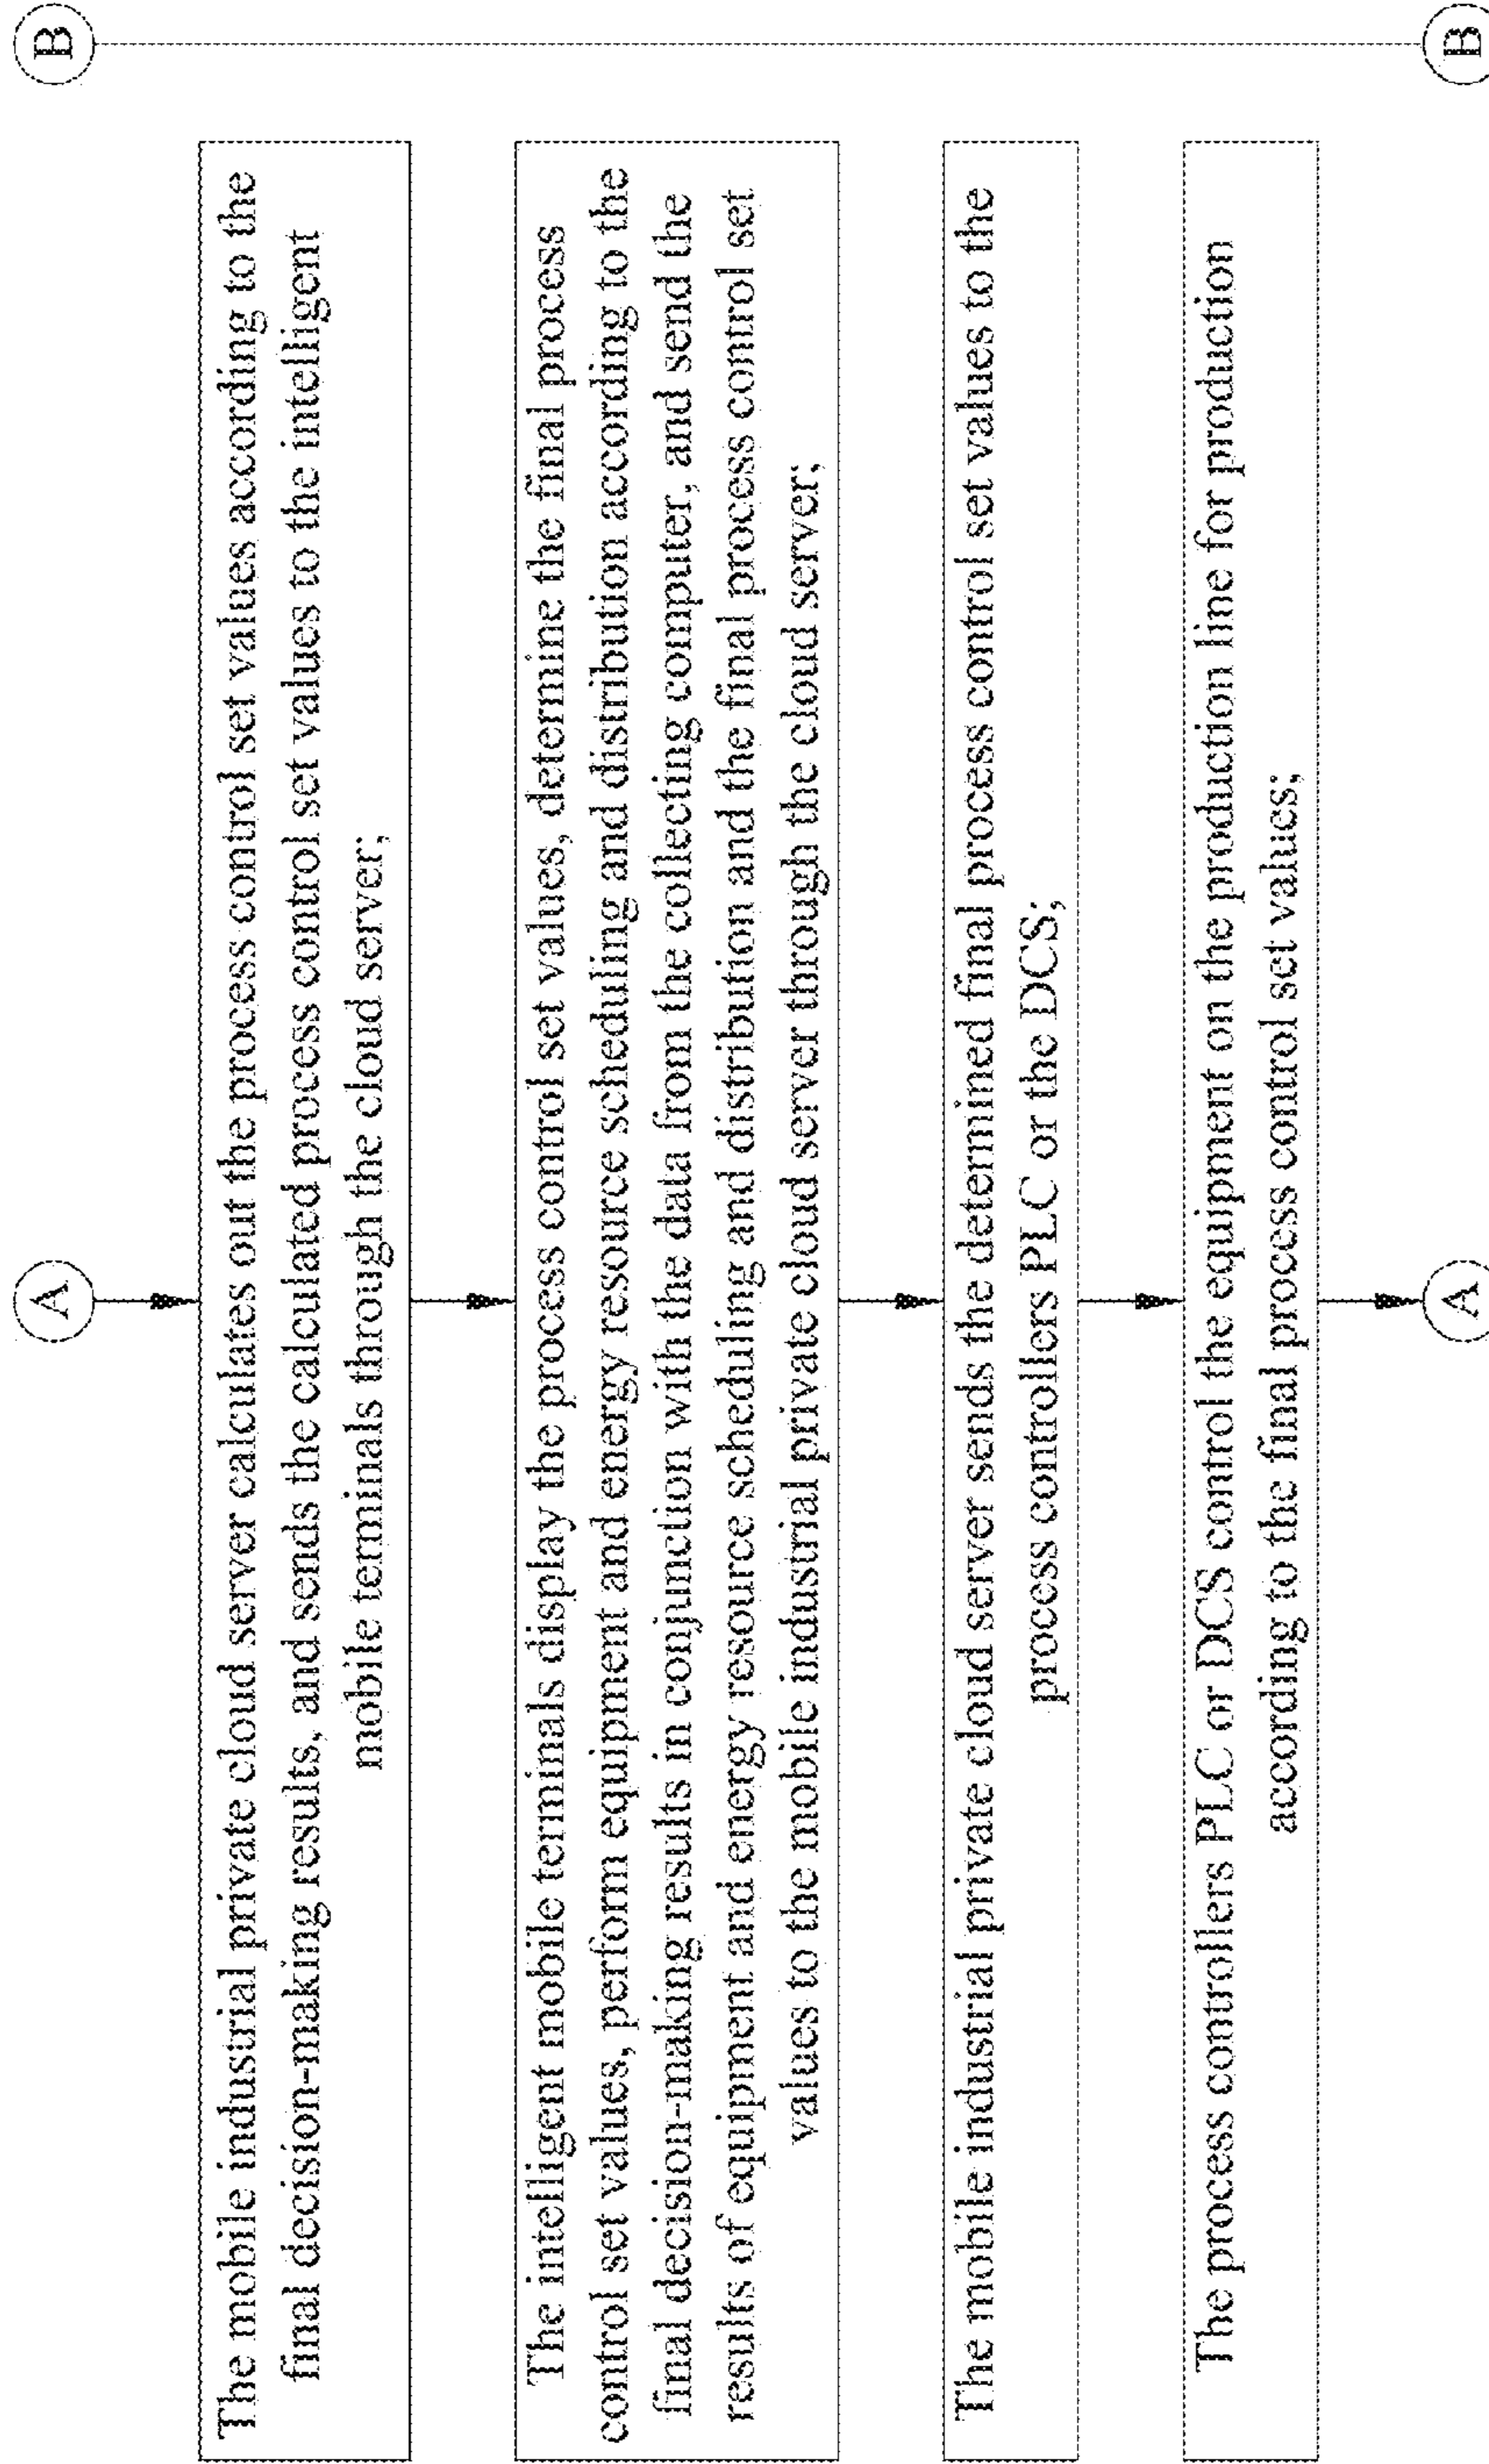 A
B
The mobile industrial private cloud server calculates out the process control set values according to the
final decision-making results, and sends the calculated process control set values to the intelligent
mobile terminals through the cloud server;
The intelligent mobile terminals display the process control set values, determine the final process
control set values, perform equipment and energy resource scheduling and distribution according to the
final decision-making results in conjunction with the data from the collecting computer, and send the
results of equipment and energy resource scheduling and distribution and the final process control set
values to the mobile industrial private cloud server through the cloud server;
The mobile industrial private cloud server sends the determined final process control set values to the
process controllers PLC or the DCS;
The process controllers PLC or DCS control the equipment on the production line for production
according to the final process control set values;
A
B